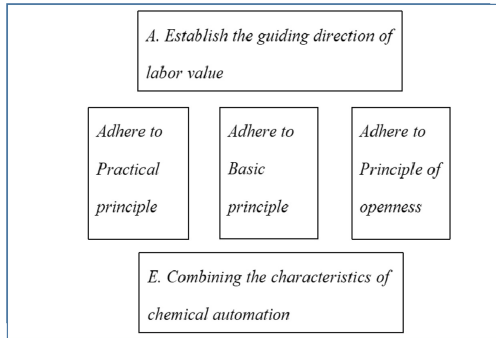 A. Establish the guiding direction of
labor value
Adhere to
Practical
principle
Adhere to
Basic
principle
Adhere to
Principle of
openness
E. Combining the characteristics of
chemical automation